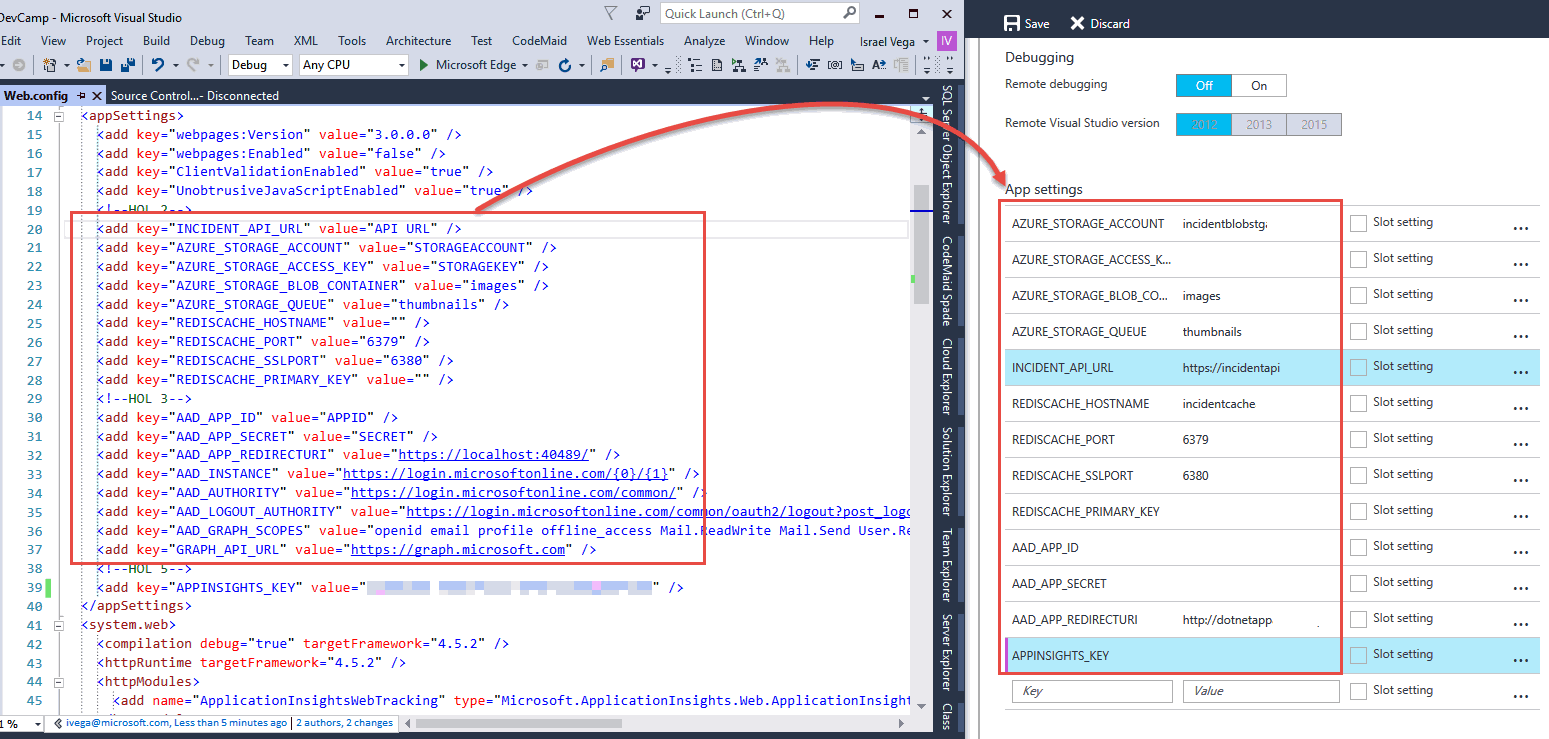 DevCamp - Microsoft Visual Studio
Quick Launch (Ctrl+Q)
Edit View Project Build Debug Team XML Tools Architecture Test CodeMaid Web Essentials Analyze Window Help Israel Vega IV
Debug Any CPU Microsoft Edge
Web.config Source Control...- Disconnected
14 <appSettings>
15 <add key="webpages:Version" value="3.0.0.0" />
16 <add key="webpages:Enabled" value="false" />
17 <add key="ClientValidationEnabled" value="true" />
18 <add key="UnobtrusiveJavaScriptEnabled" value="true" />
19 <!--HOL 2-->
20 <add key="INCIDENT_API_URL" value="API URL" />
21 <add key="AZURE_STORAGE_ACCOUNT" value="STORAGEACCOUNT" />
22 <add key="AZURE_STORAGE_ACCESS_KEY" value="STORAGEKEY" />
23 <add key="AZURE_STORAGE_BLOB_CONTAINER" value="images" />
24 <add key="AZURE_STORAGE_QUEUE" value="thumbnails" />
25 <add key="REDISCACHE_HOSTNAME" value="" />
26 <add key="REDISCACHE_PORT" value="6379" />
27 <add key="REDISCACHE_SSLPORT" value="6380" />
28 <add key="REDISCACHE_PRIMARY_KEY" value="" />
29 <!--HOL 3-->
30 <add key="AAD_APP_ID" value="APPID" />
31 <add key="AAD_APP_SECRET" value="SECRET" />
32 <add key="AAD_APP_REDIRECTURI" value="https://localhost:40489/" />
33 <add key="AAD_INSTANCE" value="https://login.microsoftonline.com/{0}/{1}" />
34 <add key="AAD_AUTHORITY" value="https://login.microsoftonline.com/common/" />
35 <add key="AAD_LOGOUT_AUTHORITY" value="https://login.microsoftonline.com/common/oauth2/logout?post_logo
36 <add key="AAD_GRAPH_SCOPES" value="openid email profile offline_access Mail.ReadWrite Mail.Send User.Re
37 <add key="GRAPH_API_URL" value="https://graph.microsoft.com" />
38 <!--HOL 5-->
39 <add key="APPINSIGHTS_KEY" value=" " />
40 </appSettings>
41 <system.web>
42 <compilation debug="true" targetFramework="4.5.2" />
43 <httpRuntime targetFramework="4.5.2" />
44 <httpModules>
45 <add name="ApplicationInsightsWebTracking" type="Microsoft.ApplicationInsights.Web.ApplicationInsight
1 % ivega@microsoft.com, Less than 5 minutes ago | 2 authors, 2 changes
SQL Server Object Explorer
CodeMaid Spade
Cloud Explorer
Solution Explorer
Team Explorer
Server Explorer
Class
Save Discard
Debugging
Remote debugging Off On
Remote Visual Studio version 2012 2013 2015
App settings
AZURE_STORAGE_ACCOUNT incidentblobstg Slot setting ...
AZURE_STORAGE_ACCESS_K... Slot setting ...
AZURE_STORAGE_BLOB_CO... images Slot setting ...
AZURE_STORAGE_QUEUE thumbnails Slot setting ...
INCIDENT_API_URL https://incidentapi Slot setting ...
REDISCACHE_HOSTNAME incidentcache Slot setting ...
REDISCACHE_PORT 6379 Slot setting ...
REDISCACHE_SSLPORT 6380 Slot setting ...
REDISCACHE_PRIMARY_KEY Slot setting ...
AAD_APP_ID Slot setting ...
AAD_APP_SECRET Slot setting ...
AAD_APP_REDIRECTURI http://dotnetapp Slot setting ...
APPINSIGHTS_KEY Slot setting ...
Key Value Slot setting ...